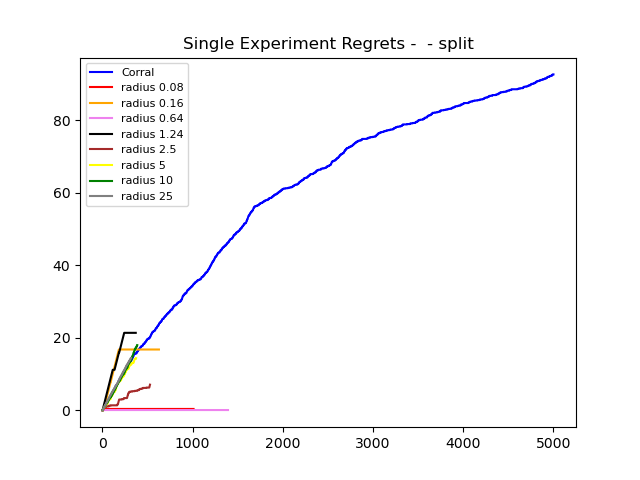 Single Experiment Regrets -  - split
Corral
radius 0.08
radius 0.16
radius 0.64
radius 1.24
radius 2.5
radius 5
radius 10
radius 25
80
60
40
20
0
0 1000 2000 3000 4000 5000